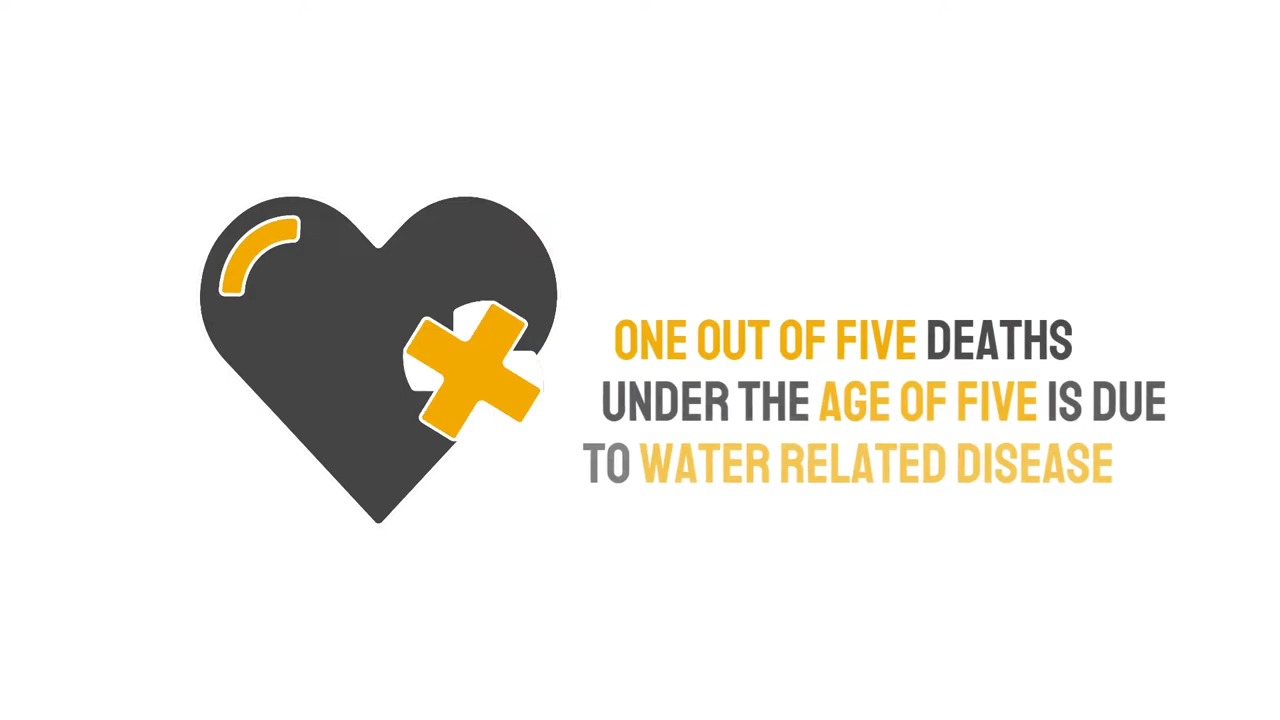 ONE OUT OF FIVE DEATHS
UNDER THE AGE OF FIVE IS DUE
TO WATER RELATED DISEASE